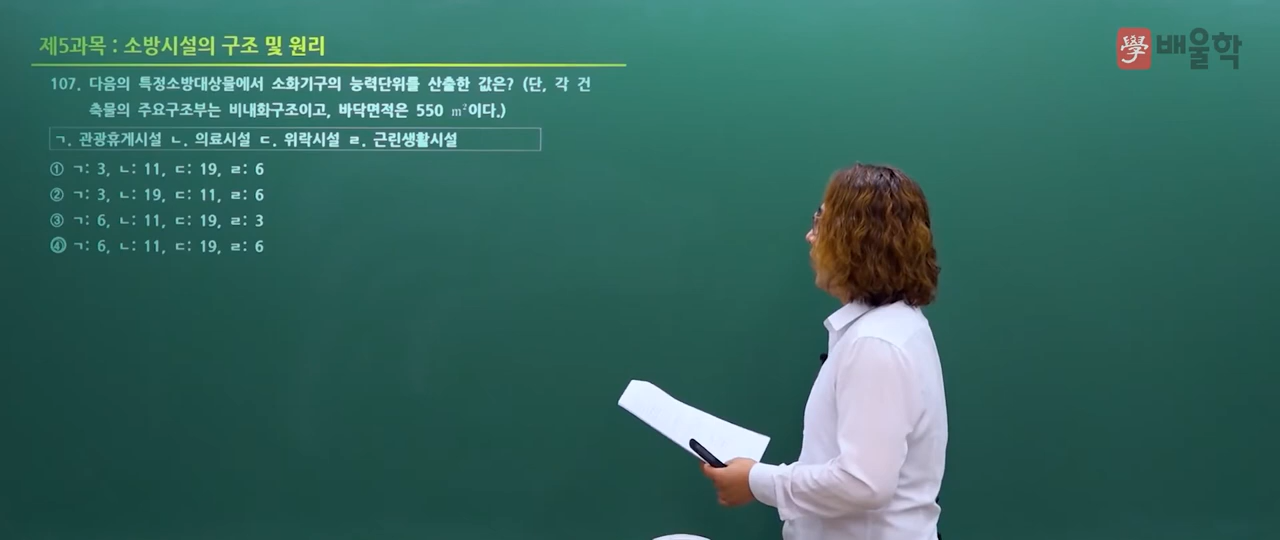 제5과목 : 소방시설의 구조 및 원리
學 배울학
107. 다음의 특정소방대상물에서 소화기구의 능력단위를 산출한 값은? (단, 각 건
축물의 주요구조부는 비내화구조이고, 바닥면적은 550 ㎡이다.)
ㄱ. 관광휴게시설 ㄴ. 의료시설 ㄷ. 위락시설 ㄹ. 근린생활시설
① ㄱ: 3, ㄴ: 11, ㄷ: 19, ㄹ: 6
② ㄱ: 3, ㄴ: 19, ㄷ: 11, ㄹ: 6
③ ㄱ: 6, ㄴ: 11, ㄷ: 19, ㄹ: 3
④ ㄱ: 6, ㄴ: 11, ㄷ: 19, ㄹ: 6